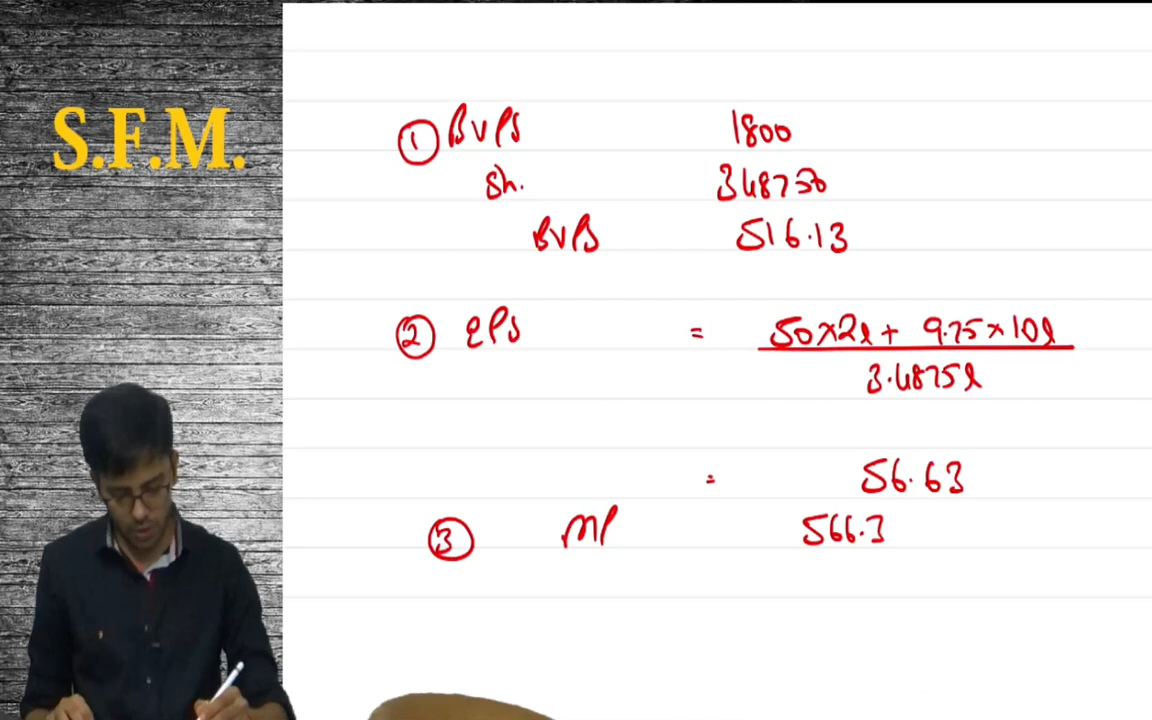 S.F.M.
① BVPS 1800
Sh. 348750
BVPS 516.13
② EPS = 50×2l + 9.75×10l
3.4875l
= 56.63
③ MP 566.3